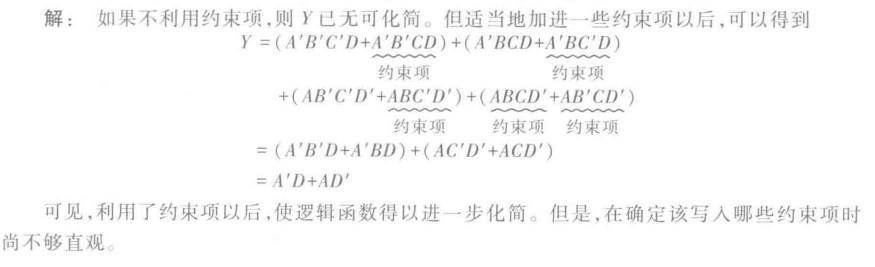 解： 如果不利用约束项,则 Y 已无可化简。但适当地加进一些约束项以后,可以得到
Y =(A′B′C′D+A′B′CD)+(A′BCD+A′BC′D)
约束项 约束项
+(AB′C′D′+ABC′D′)+(ABCD′+AB′CD′)
约束项 约束项 约束项
=(A′B′D+A′BD)+(AC′D′+ACD′)
=A′D+AD′
可见,利用了约束项以后,使逻辑函数得以进一步化简。但是,在确定该写入哪些约束项时
尚不够直观。